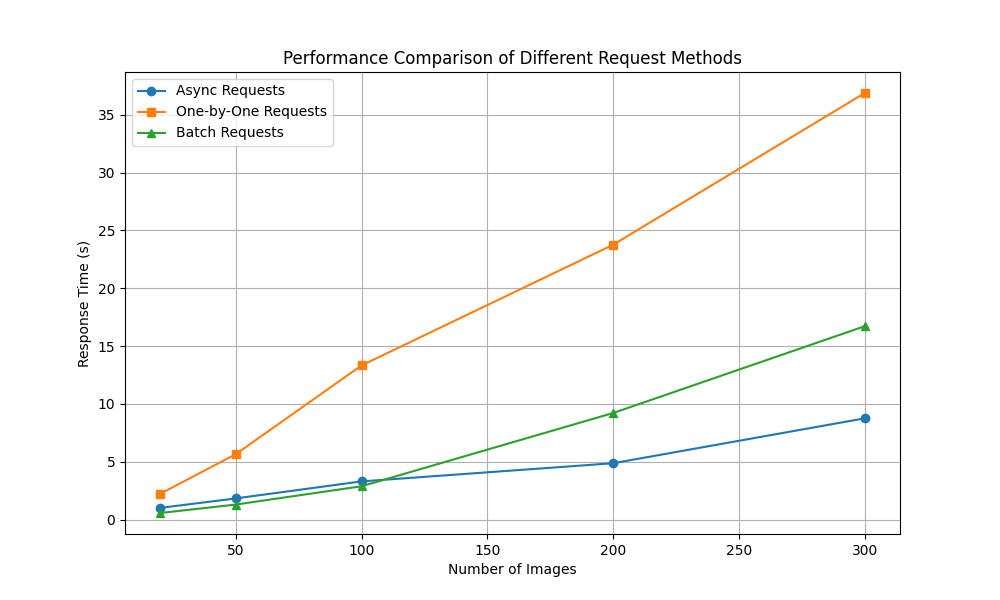 Performance Comparison of Different Request Methods
Async Requests
One-by-One Requests
Batch Requests
Response Time (s)
35
30
25
20
15
10
5
0
50 100 150 200 250 300
Number of Images